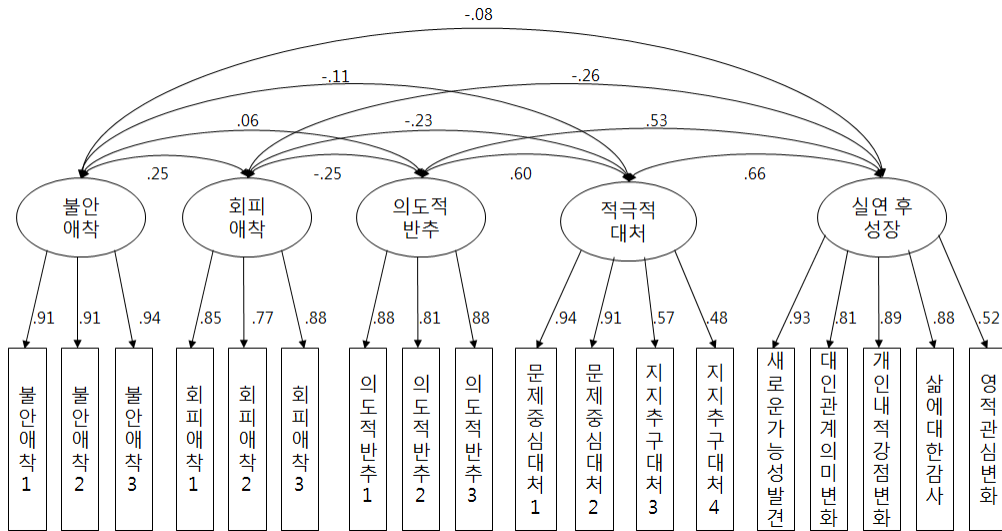 -.08
-.11
-.26
.06
-.23
.53
.25
-.25
.60
.66
불안
애착
회피
애착
의도적
반추
적극적
대처
실연 후
성장
.91
.91
.94
.85
.77
.88
.88
.81
.88
.94
.91
.57
.48
.93
.81
.89
.88
.52
불안애착1
불안애착2
불안애착3
회피애착1
회피애착2
회피애착3
의도적반추1
의도적반추2
의도적반추3
문제중심대처1
문제중심대처2
지지추구대처3
지지추구대처4
새로운가능성발견
대인관계의미변화
개인내적강점변화
삶에대한감사
영적관심변화